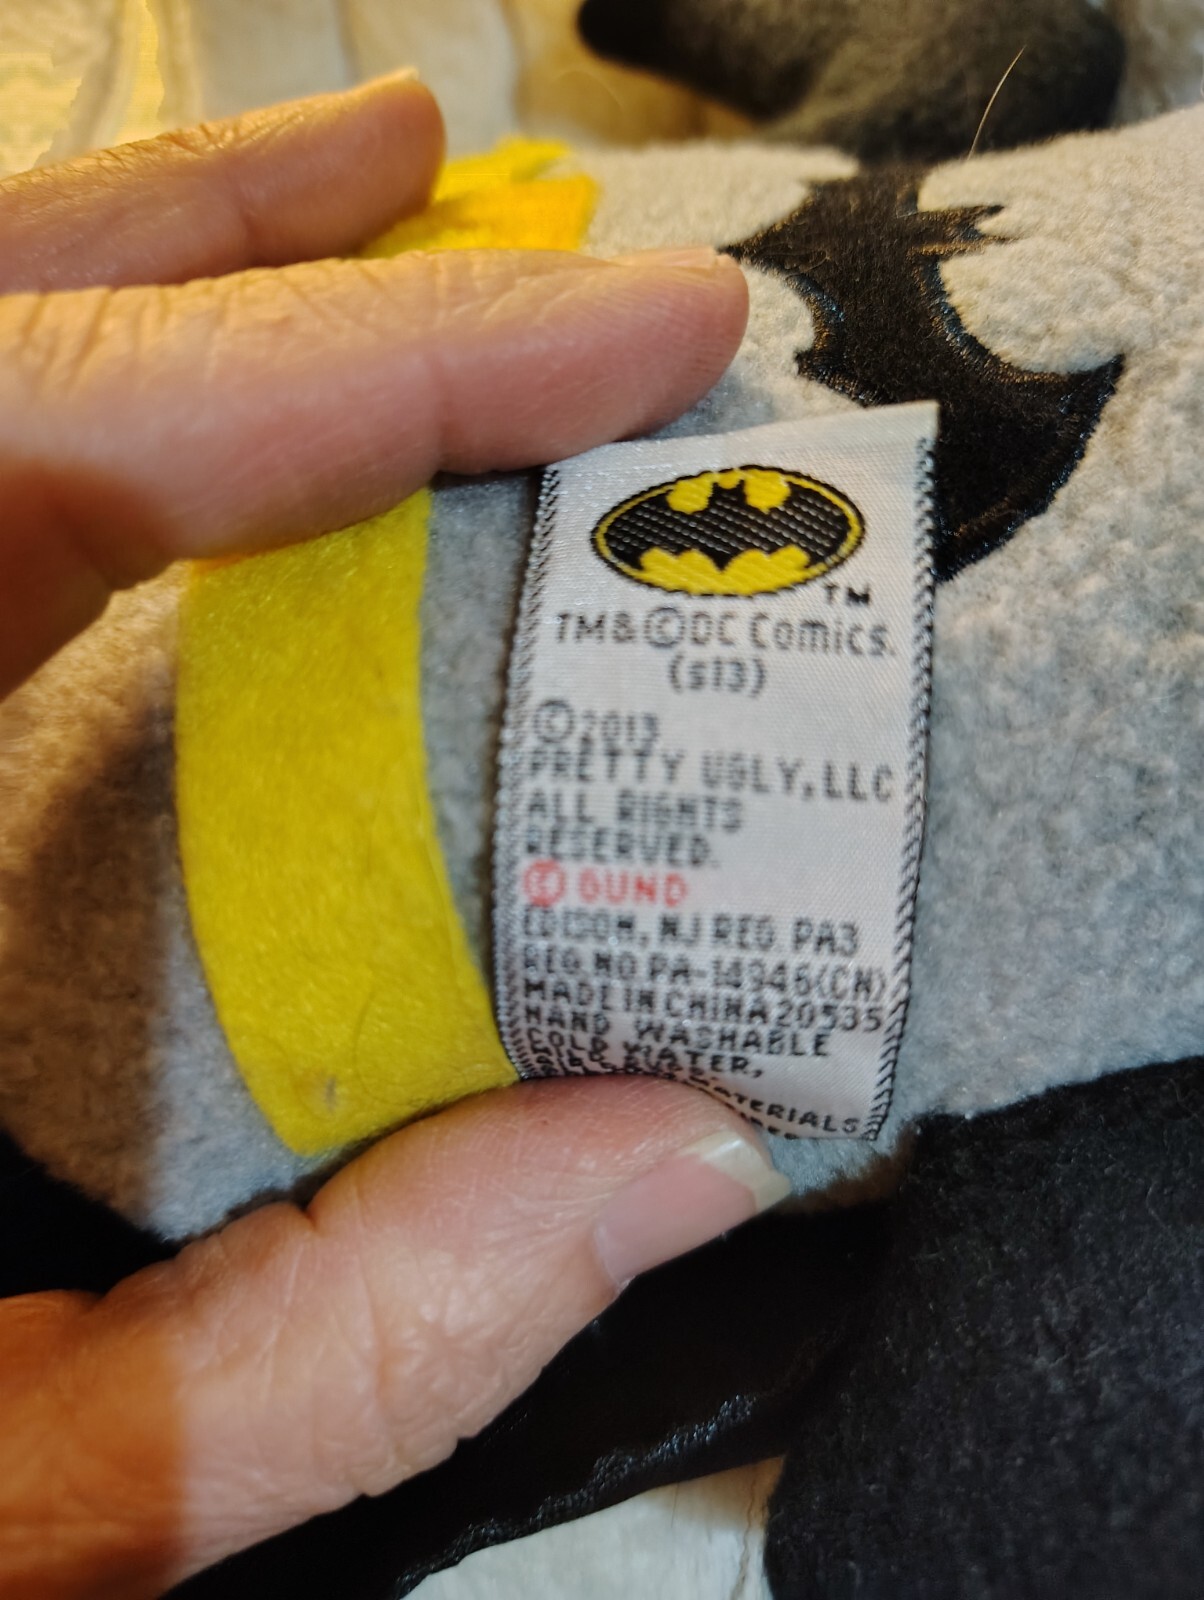 TM
TM & © DC Comics.
(s13)
© 2013
PRETTY UGLY, LLC
ALL RIGHTS
RESERVED.
© GUND
EDISON, NJ REG. PA3
REG. NO PA-14946(CN)
MADE IN CHINA 20535
HAND WASHABLE
COLD WATER,
MATERIALS